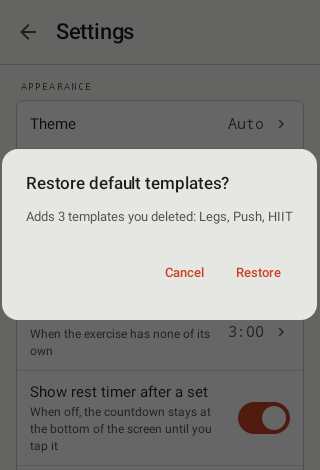 Settings
APPEARANCE
Theme
Auto
Restore default templates?
Adds 3 templates you deleted: Legs, Push, HIIT
Cancel
Restore
When the exercise has none of its
own
3:00
Show rest timer after a set
When off, the countdown stays at
the bottom of the screen until you
tap it